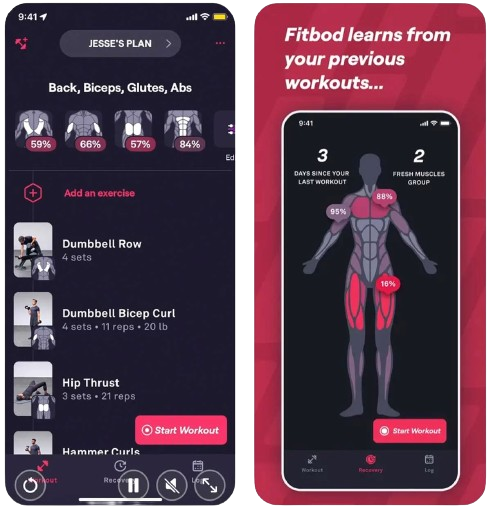 9:41
JESSE'S PLAN
Back, Biceps, Glutes, Abs
59%
66%
57%
84%
Ed
Add an exercise
Dumbbell Row
4 sets
Dumbbell Bicep Curl
4 sets • 11 reps • 20 lb
Hip Thrust
3 sets • 21 reps
Start Workout
Hammer Curls
Fitbod learns from
your previous
workouts...
9:41
3
DAYS SINCE YOUR
LAST WORKOUT
2
FRESH MUSCLES
GROUP
95%
88%
16%
Start Workout
Workout
Recovery
Log